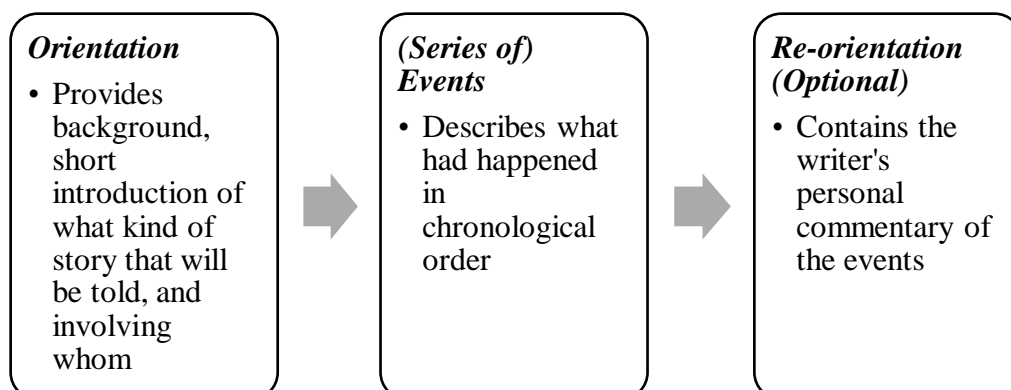 Orientation
• Provides
background,
short
introduction of
what kind of
story that will
be told, and
involving
whom
(Series of)
Events
• Describes what
had happened
in
chronological
order
Re-orientation
(Optional)
• Contains the
writer's
personal
commentary of
the events